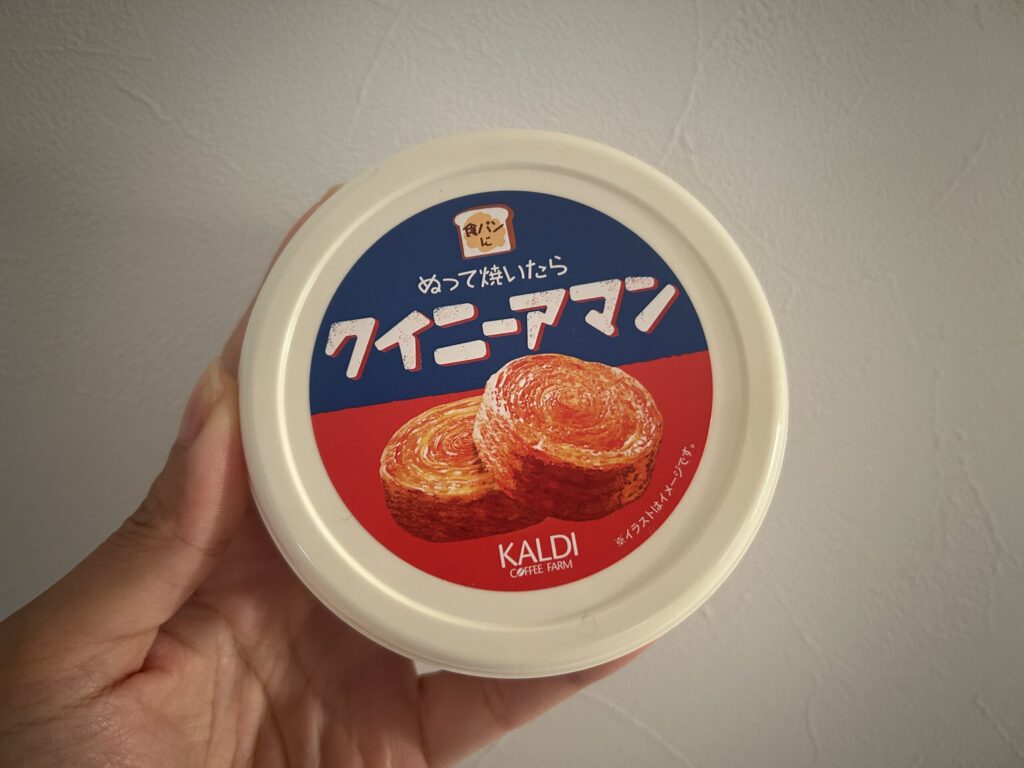 食パン
に
ぬって焼いたら
クイニーアマン
※イラストはイメージです。
KALDI
COFFEE FARM